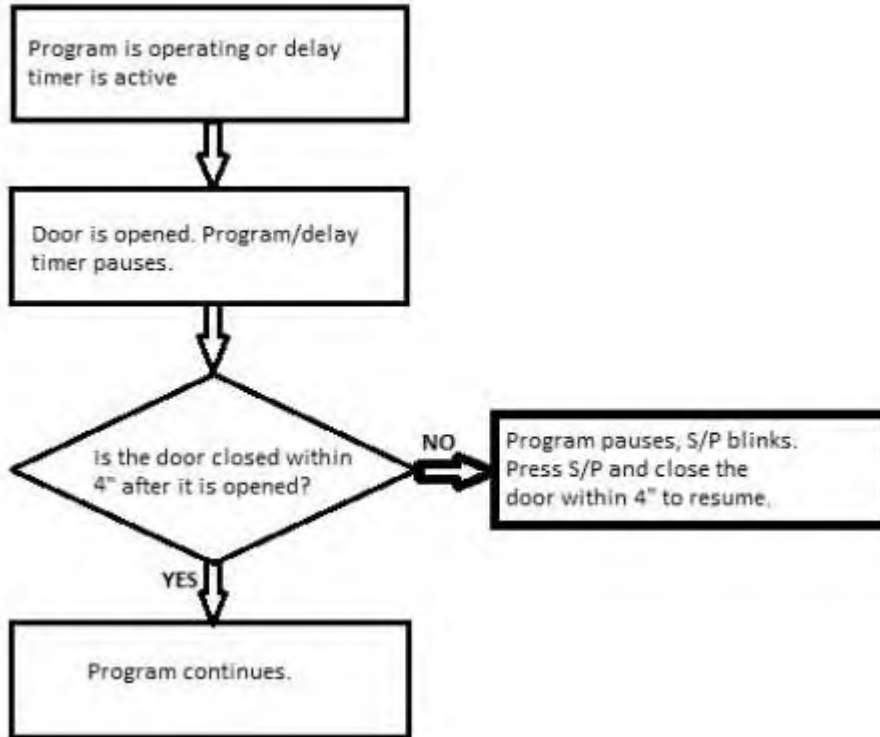 Program is operating or delay
timer is active
Door is opened. Program/delay
timer pauses.
is the door closed within
4" after it is opened?
NO
Program pauses, S/P blinks.
Press S/P and close the
door within 4" to resume.
YES
Program continues.